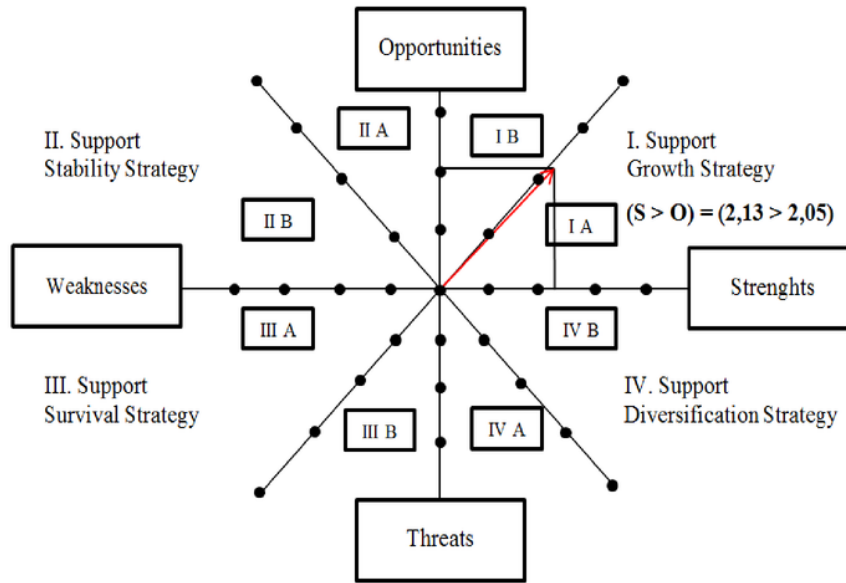 Opportunities
II A
I B
II. Support
Stability Strategy
I. Support
Growth Strategy
(S > O) = (2,13 > 2,05)
II B
I A
Weaknesses
Strenghts
III A
IV B
III. Support
Survival Strategy
IV. Support
Diversification Strategy
III B
IV A
Threats